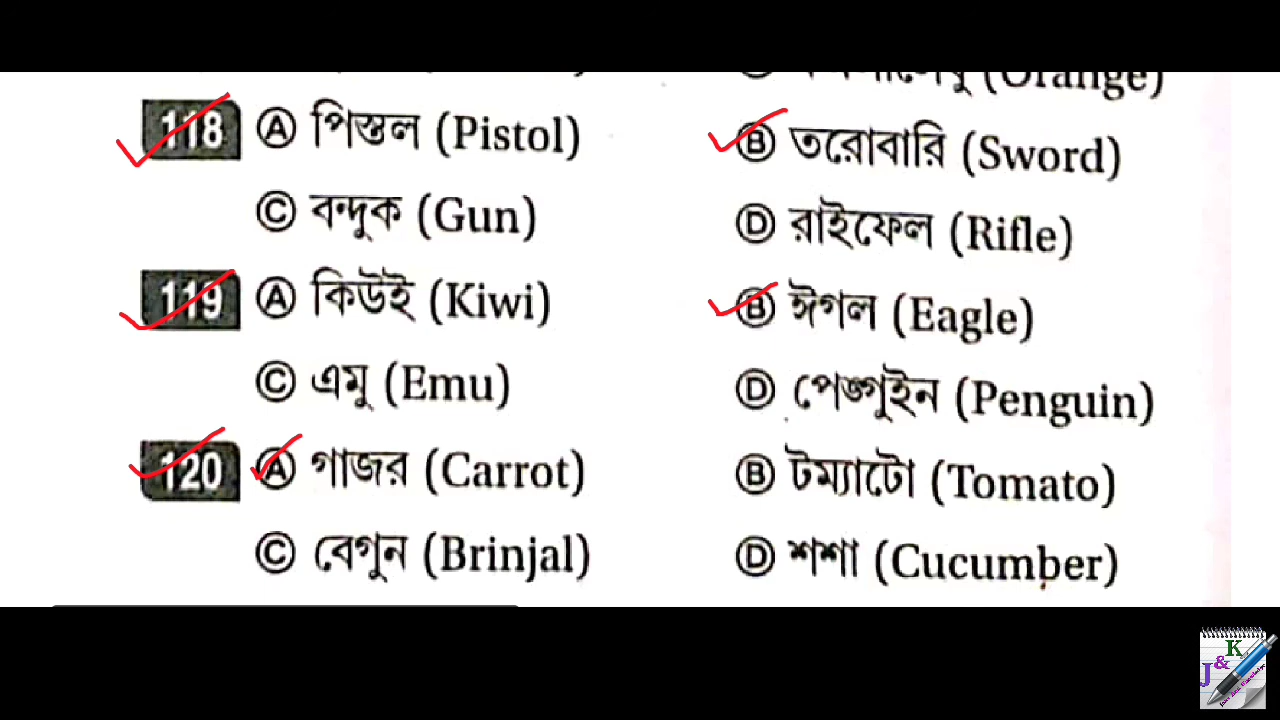 (Orange)
118 Ⓐ পিস্তল (Pistol) Ⓑ তরোবারি (Sword)
Ⓒ বন্দুক (Gun) Ⓓ রাইফেল (Rifle)
119 Ⓐ কিউই (Kiwi) Ⓑ ঈগল (Eagle)
Ⓒ এমু (Emu) Ⓓ পেঙ্গুইন (Penguin)
120 Ⓐ গাজর (Carrot) Ⓑ টম্যাটো (Tomato)
Ⓒ বেগুন (Brinjal) Ⓓ শশা (Cucumber)
J&K